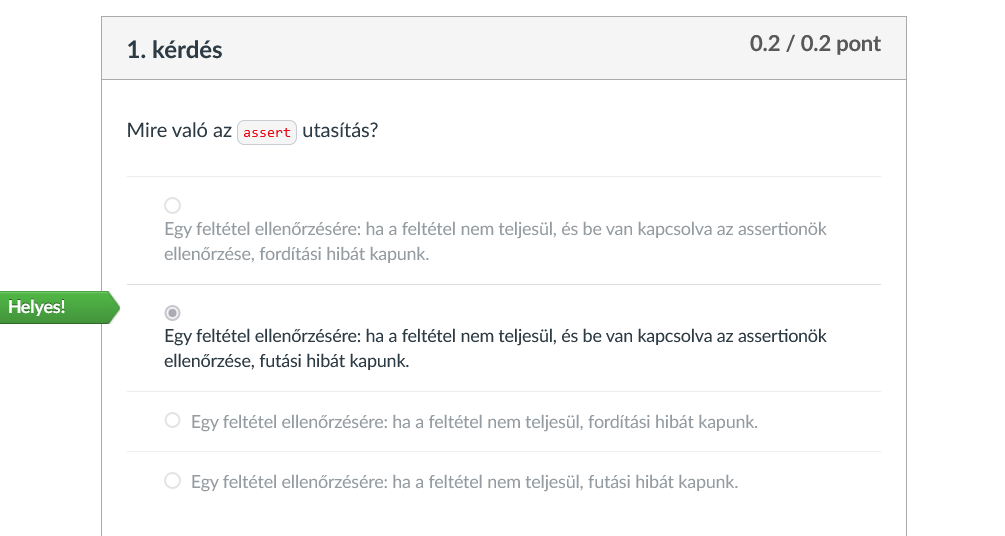 1. kérdés
0.2 / 0.2 pont
Mire való az assert utasítás?
Egy feltétel ellenőrzésére: ha a feltétel nem teljesül, és be van kapcsolva az assertionök
ellenőrzése, fordítási hibát kapunk.
Helyes!
Egy feltétel ellenőrzésére: ha a feltétel nem teljesül, és be van kapcsolva az assertionök
ellenőrzése, futási hibát kapunk.
Egy feltétel ellenőrzésére: ha a feltétel nem teljesül, fordítási hibát kapunk.
Egy feltétel ellenőrzésére: ha a feltétel nem teljesül, futási hibát kapunk.